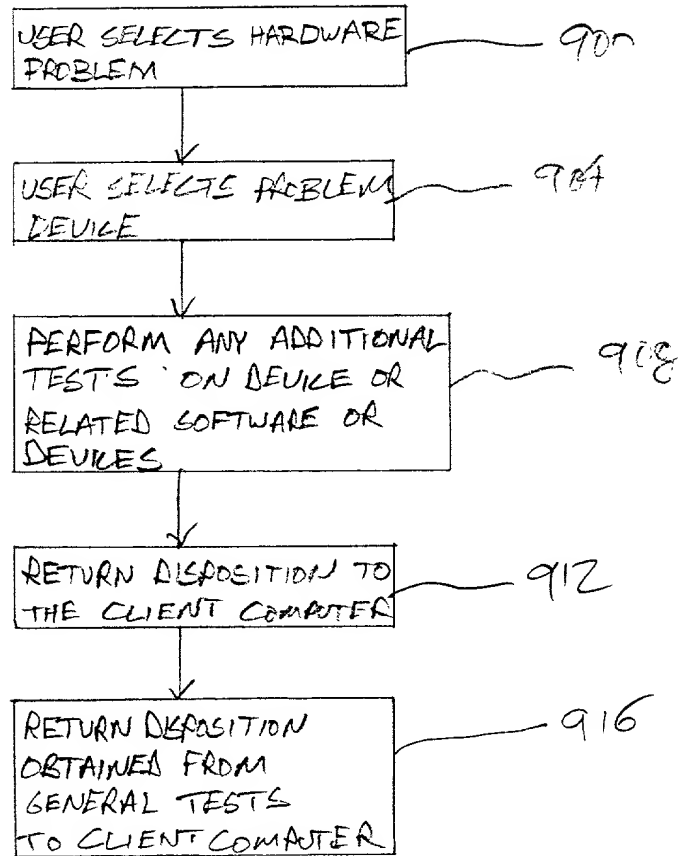 USER SELECTS HARDWARE
PROBLEM
900
USER SELECTS PROBLEM
DEVICE
904
PERFORM ANY ADDITIONAL
TESTS ON DEVICE OR
RELATED SOFTWARE OR
DEVICES
908
RETURN DISPOSITION TO
THE CLIENT COMPUTER
912
RETURN DISPOSITION
OBTAINED FROM
GENERAL TESTS
TO CLIENT COMPUTER
916